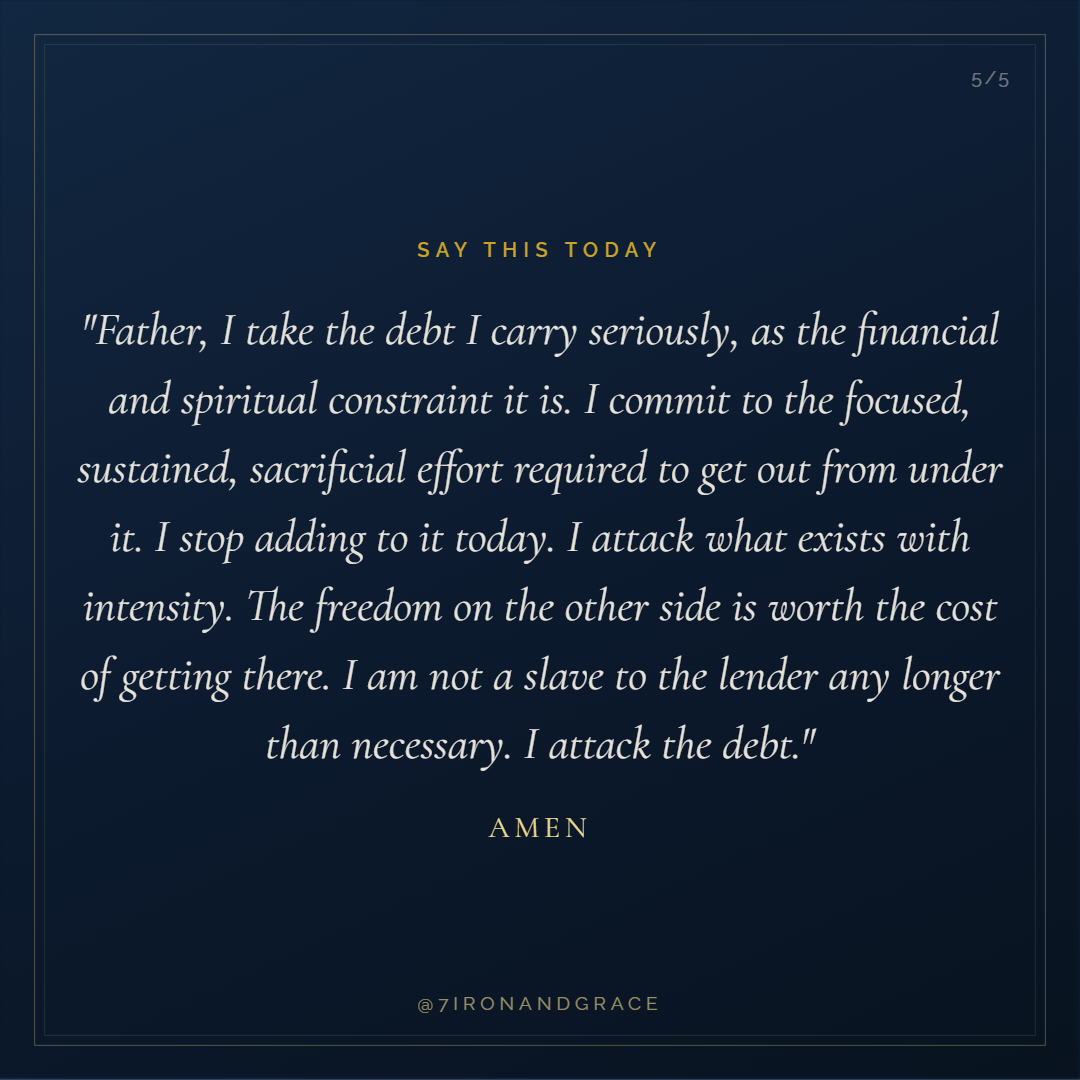 5/5
SAY THIS TODAY
"Father, I take the debt I carry seriously, as the financial
and spiritual constraint it is. I commit to the focused,
sustained, sacrificial effort required to get out from under
it. I stop adding to it today. I attack what exists with
intensity. The freedom on the other side is worth the cost
of getting there. I am not a slave to the lender any longer
than necessary. I attack the debt."
AMEN
@7IRONANDGRACE